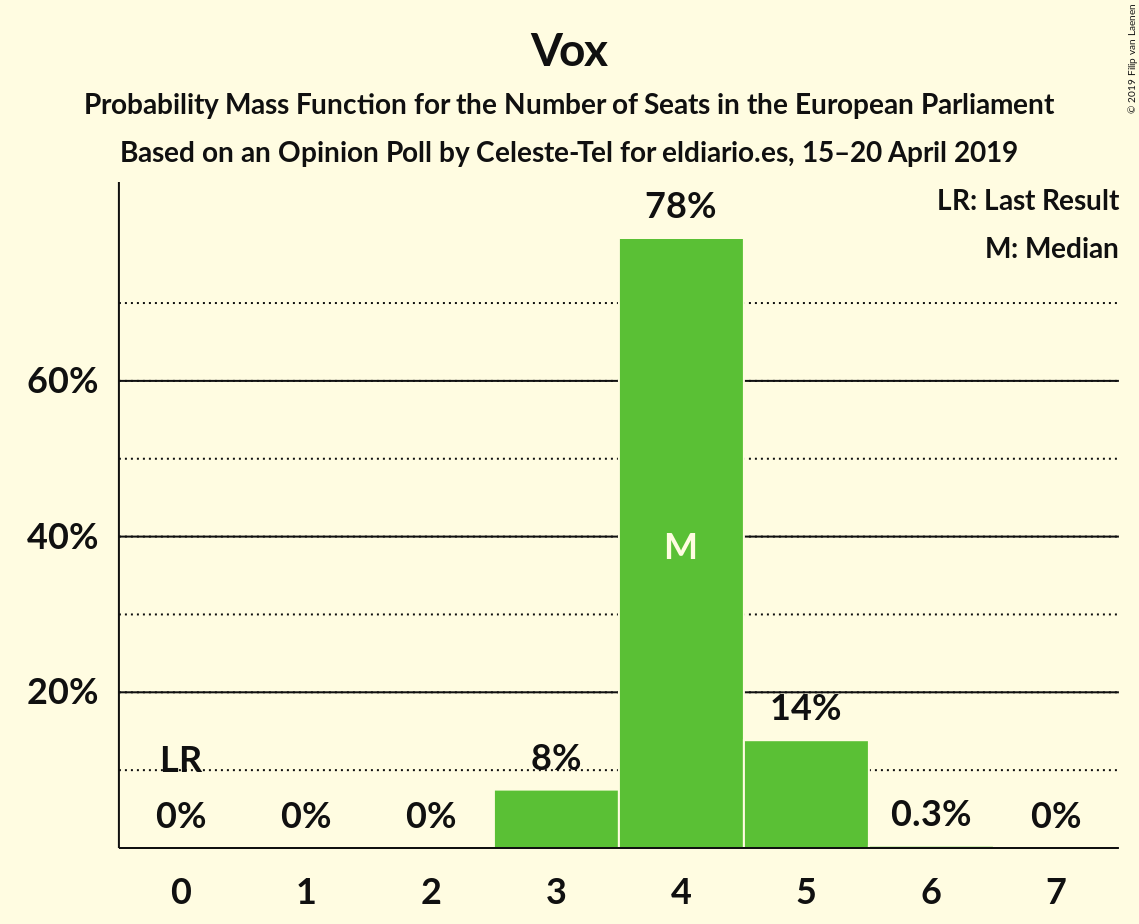 Vox
Probability Mass Function for the Number of Seats in the European Parliament
Based on an Opinion Poll by Celeste-Tel for eldiario.es, 15–20 April 2019
© 2019 Filip van Laenen
LR: Last Result
M: Median
78%
60%
40%
M
20%
14%
LR
8%
0%
0%
0%
0.3%
0%
0
1
2
3
4
5
6
7